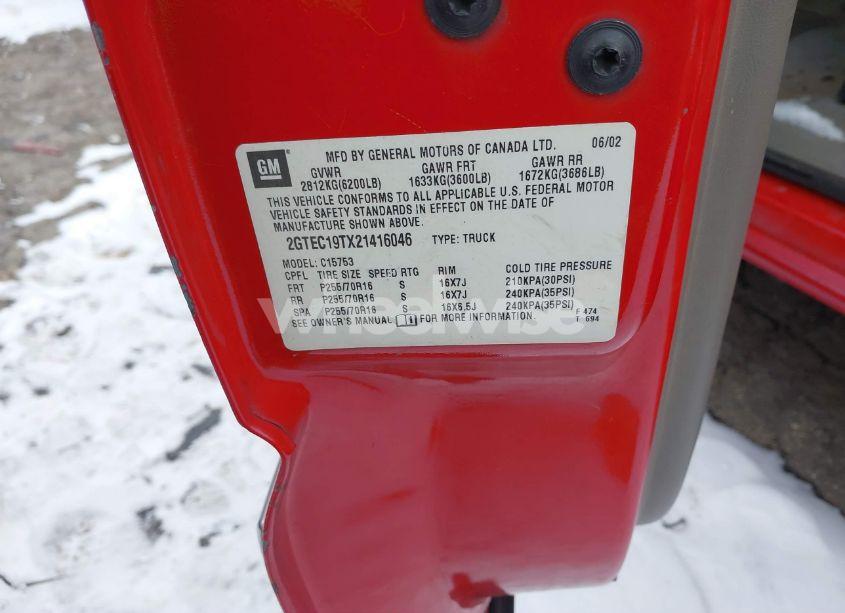 GM
MFD BY GENERAL MOTORS OF CANADA LTD. 06/02
GVWR GAWR FRT GAWR RR
2812KG(6200LB) 1633KG(3600LB) 1672KG(3686LB)
THIS VEHICLE CONFORMS TO ALL APPLICABLE U.S. FEDERAL MOTOR
VEHICLE SAFETY STANDARDS IN EFFECT ON THE DATE OF
MANUFACTURE SHOWN ABOVE.
2GTEC19TX21416046 TYPE: TRUCK
MODEL: C15753
CPFL TIRE SIZE SPEED RTG RIM COLD TIRE PRESSURE
FRT P255/70R16 S 16X7J 210KPA(30PSI)
RR P255/70R16 S 16X7J 240KPA(35PSI)
SPA P255/70R16 S 16X6.5J 240KPA(35PSI)
SEE OWNER'S MANUAL FOR MORE INFORMATION.
F 474
T 694
wheelwise